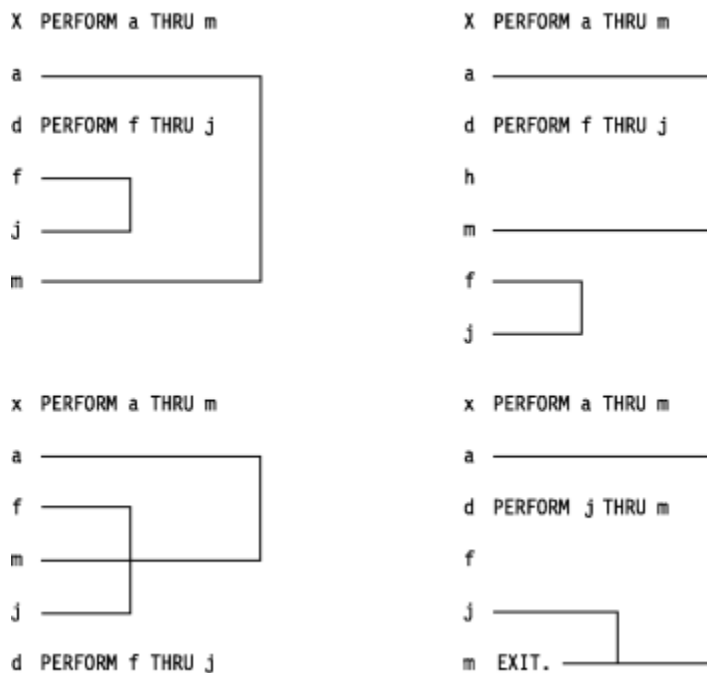 X PERFORM a THRU m
a
d PERFORM f THRU j
f
j
m
X PERFORM a THRU m
a
d PERFORM f THRU j
h
m
f
j
x PERFORM a THRU m
a
f
m
j
d PERFORM f THRU j
x PERFORM a THRU m
a
d PERFORM j THRU m
f
j
m EXIT.